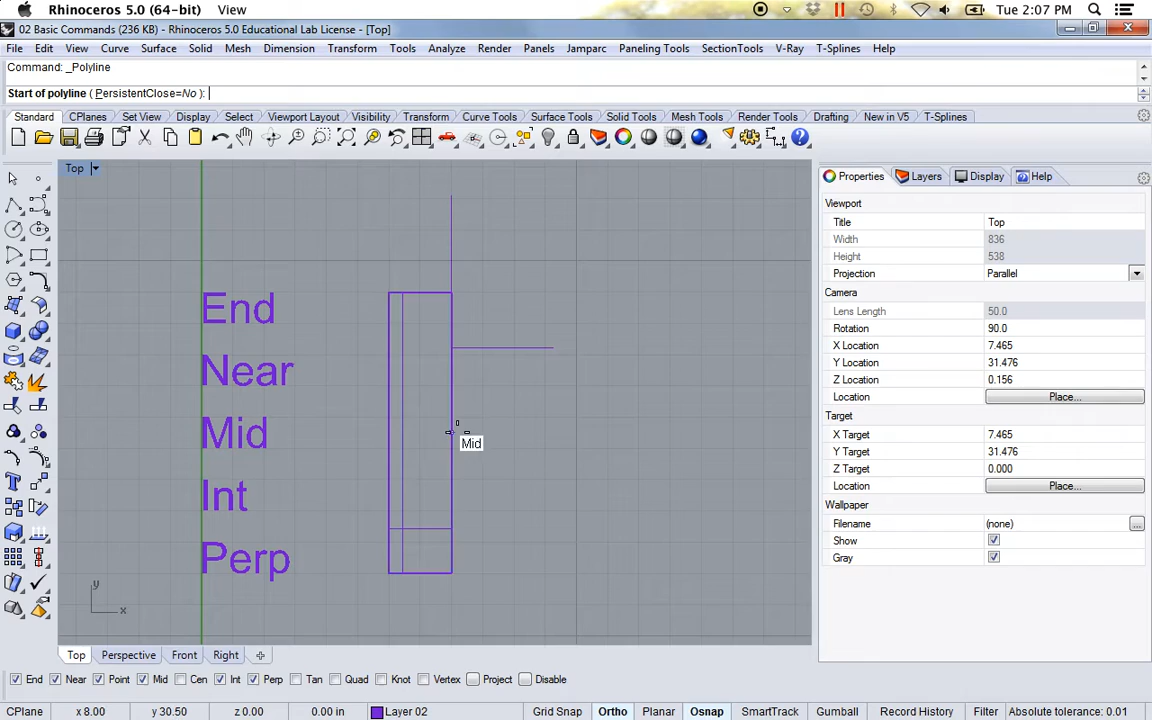 Rhinoceros 5.0 (64-bit) View Tue 2:07 PM
02 Basic Commands (236 KB) - Rhinoceros 5.0 Educational Lab License - [Top]
File Edit View Curve Surface Solid Mesh Dimension Transform Tools Analyze Render Panels Jamparc Paneling Tools SectionTools V-Ray T-Splines Help
Command: _Polyline
Start of polyline ( PersistentClose=No ):
Standard CPlanes Set View Display Select Viewport Layout Visibility Transform Curve Tools Surface Tools Solid Tools Mesh Tools Render Tools Drafting New in V5 T-Splines
Top
Properties Layers Display Help
Viewport
Title Top
Width 836
Height 538
Projection Parallel
Camera
Lens Length 50.0
Rotation 90.0
X Location 7.465
Y Location 31.476
Z Location 0.156
Location Place...
Target
X Target 7.465
Y Target 31.476
Z Target 0.000
Location Place...
Wallpaper
Filename (none) ...
Show
Gray
End
Near
Mid
Int
Perp
Mid
y
x
Top Perspective Front Right
End Near Point Mid Cen Int Perp Tan Quad Knot Vertex Project Disable
CPlane x 8.00 y 30.50 z 0.00 0.00 in Layer 02 Grid Snap Ortho Planar Osnap SmartTrack Gumball Record History Filter Absolute tolerance: 0.01